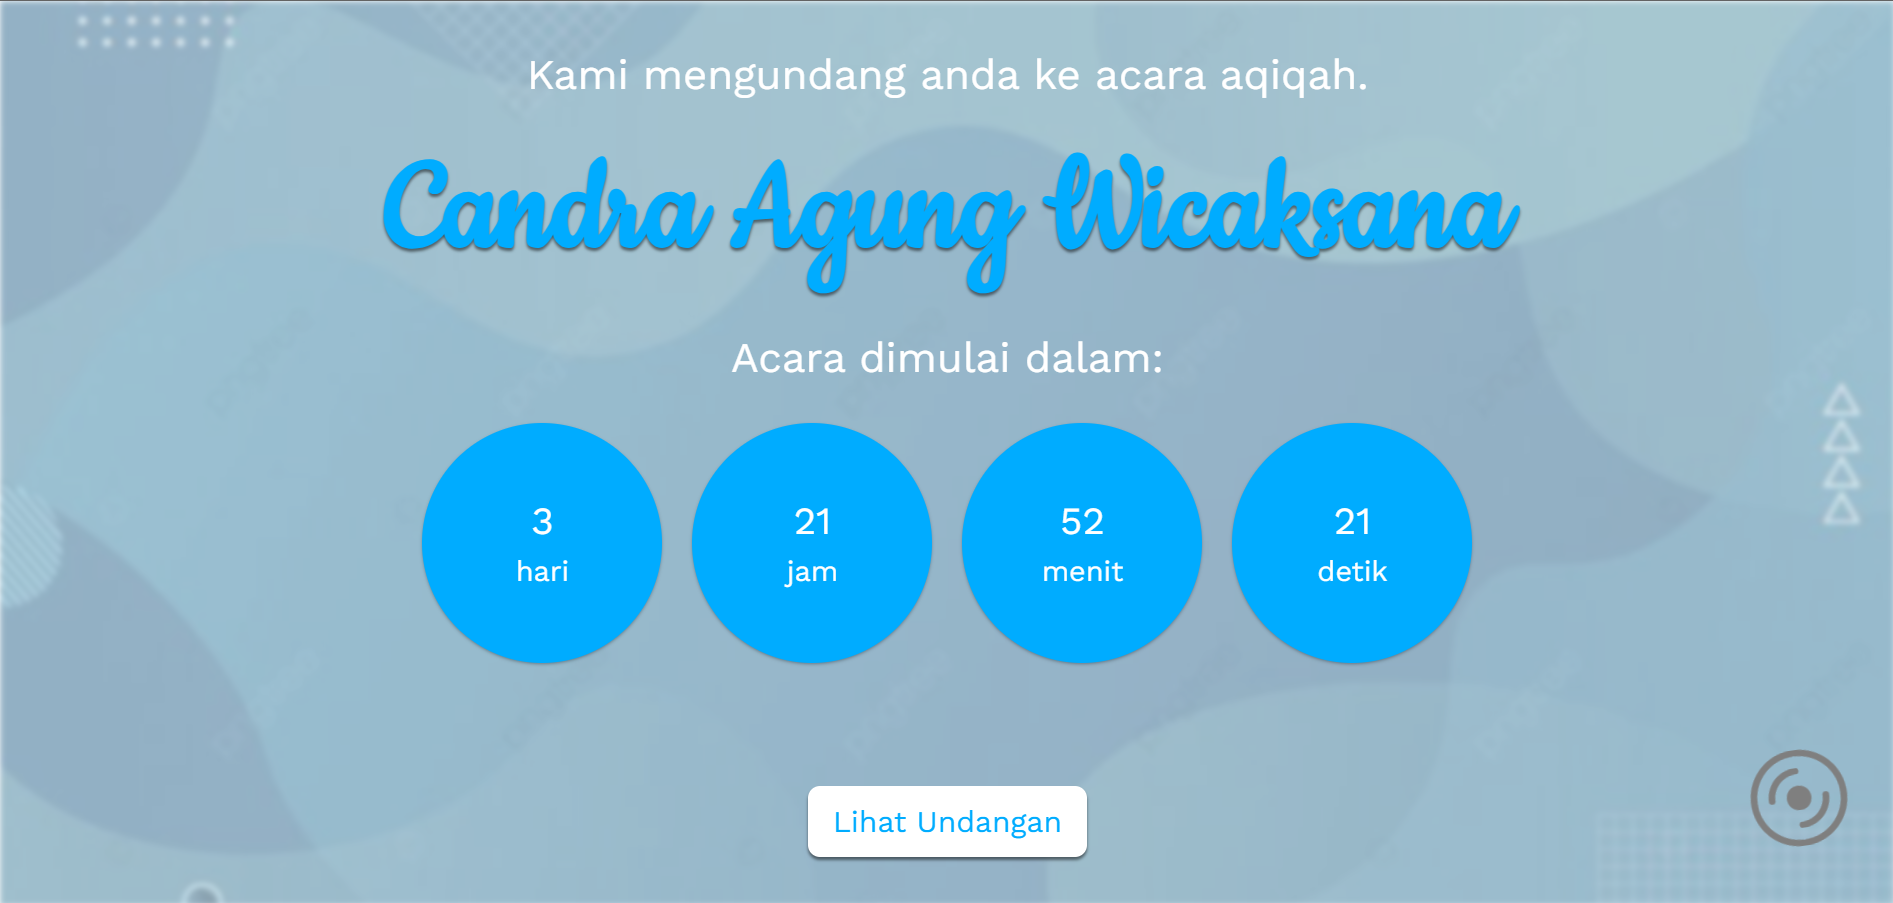 Kami mengundang anda ke acara aqiqah.
Candra Agung Wicaksana
Acara dimulai dalam:
3
hari
21
jam
52
menit
21
detik
Lihat Undangan